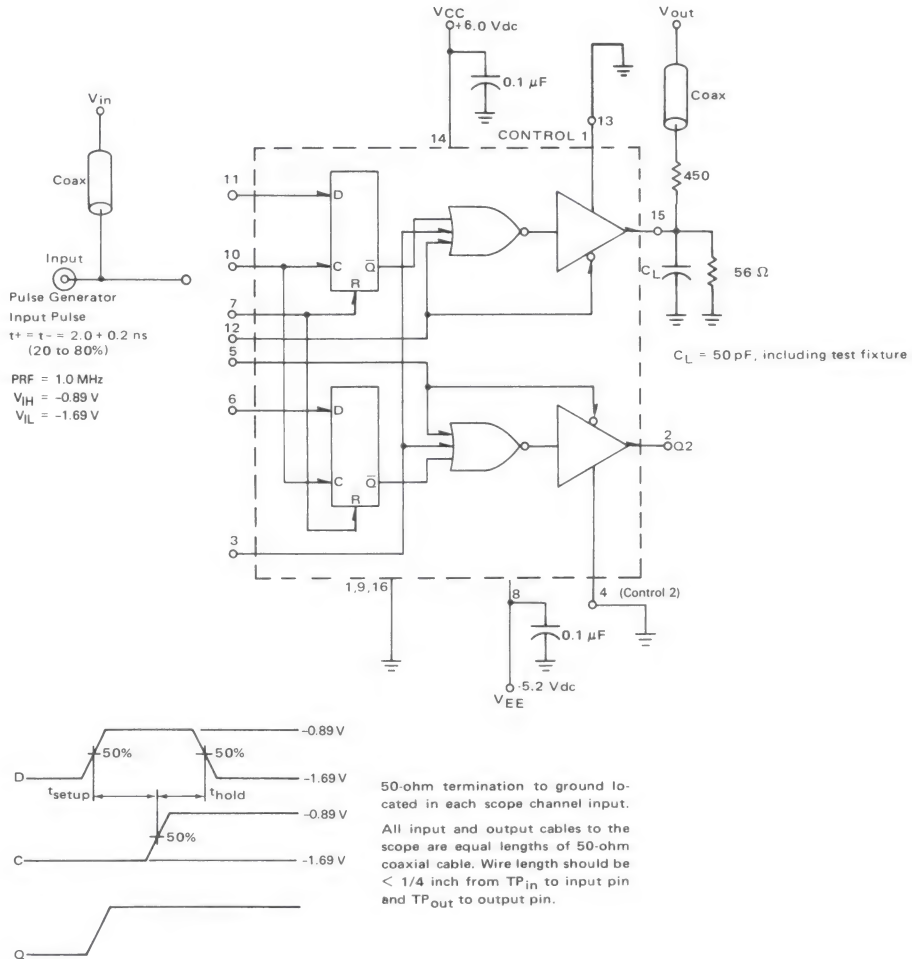 VCC
+6.0 Vdc
0.1 μF
Vout
Coax
Vin
Coax
Input
Pulse Generator
Input Pulse
t+ = t- = 2.0 + 0.2 ns
(20 to 80%)
PRF = 1.0 MHz
VIH = -0.89 V
VIL = -1.69 V
14
CONTROL 1
13
450
15
CL
56 Ω
CL = 50 pF, including test fixture
11
D
10
C
Q̅
R
7
12
5
6
D
C
Q̅
R
3
2
Q2
1,9,16
8
4
(Control 2)
0.1 μF
-5.2 Vdc
VEE
D
50%
50%
-0.89 V
-1.69 V
tsetup
thold
C
50%
-0.89 V
-1.69 V
Q
50-ohm termination to ground lo-
cated in each scope channel input.
All input and output cables to the
scope are equal lengths of 50-ohm
coaxial cable. Wire length should be
< 1/4 inch from TPin to input pin
and TPout to output pin.